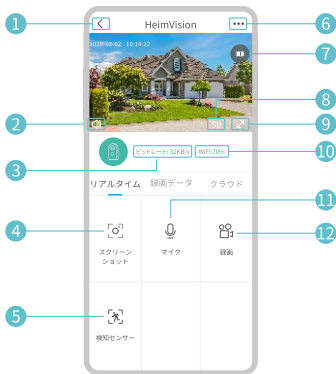 1
HeimVision
6
2020-08-02 10:14:22
7
8
2
SD
9
3
ビットレート: 32KB/s
WiFi:70%
10
リアルタイム
録画データ
クラウド
11
4
12
スクリーン
ショット
マイク
録画
5
検知センサー